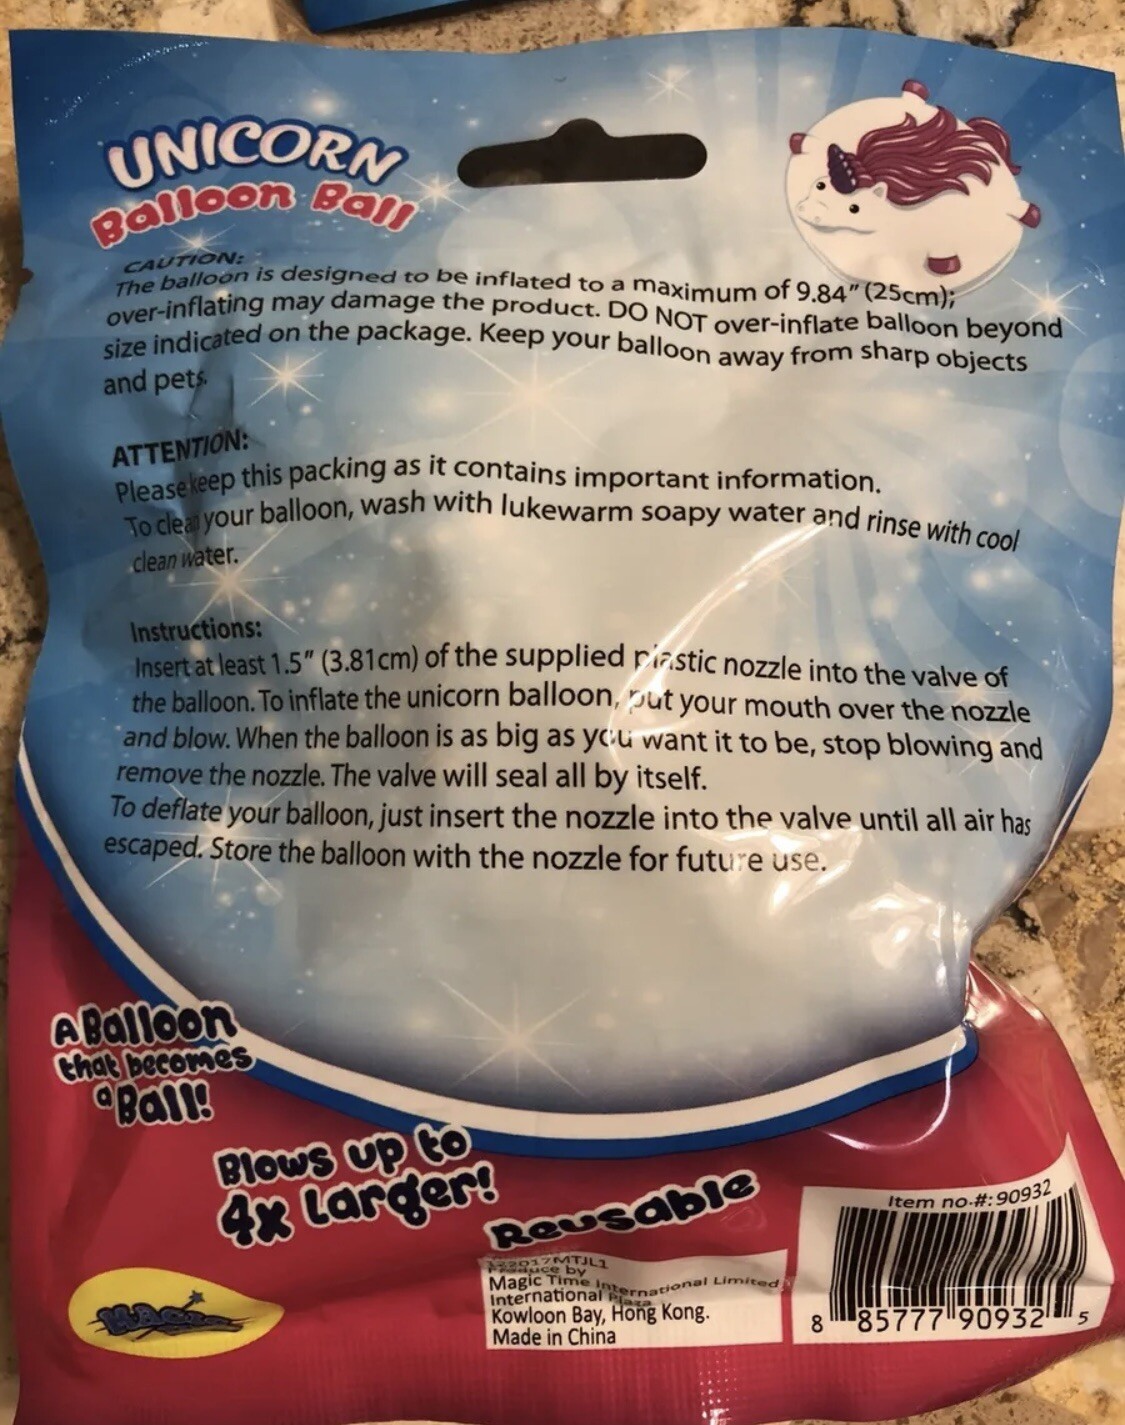 UNICORN
Balloon Ball
CAUTION:
The balloon is designed to be inflated to a maximum of 9.84" (25cm);
over-inflating may damage the product. DO NOT over-inflate balloon beyond
size indicated on the package. Keep your balloon away from sharp objects
and pets.
ATTENTION:
Please keep this packing as it contains important information.
To clean your balloon, wash with lukewarm soapy water and rinse with cool
clean water.
Instructions:
Insert at least 1.5" (3.81cm) of the supplied plastic nozzle into the valve of
the balloon. To inflate the unicorn balloon, put your mouth over the nozzle
and blow. When the balloon is as big as you want it to be, stop blowing and
remove the nozzle. The valve will seal all by itself.
To deflate your balloon, just insert the nozzle into the valve until all air has
escaped. Store the balloon with the nozzle for future use.
A Balloon
that becomes
a Ball!
Blows up to
4x Larger!
Reusable
Item no.#: 90932
Produce by
Magic Time International Limited
International Plaza
Kowloon Bay, Hong Kong.
Made in China
8 85777 90932 5